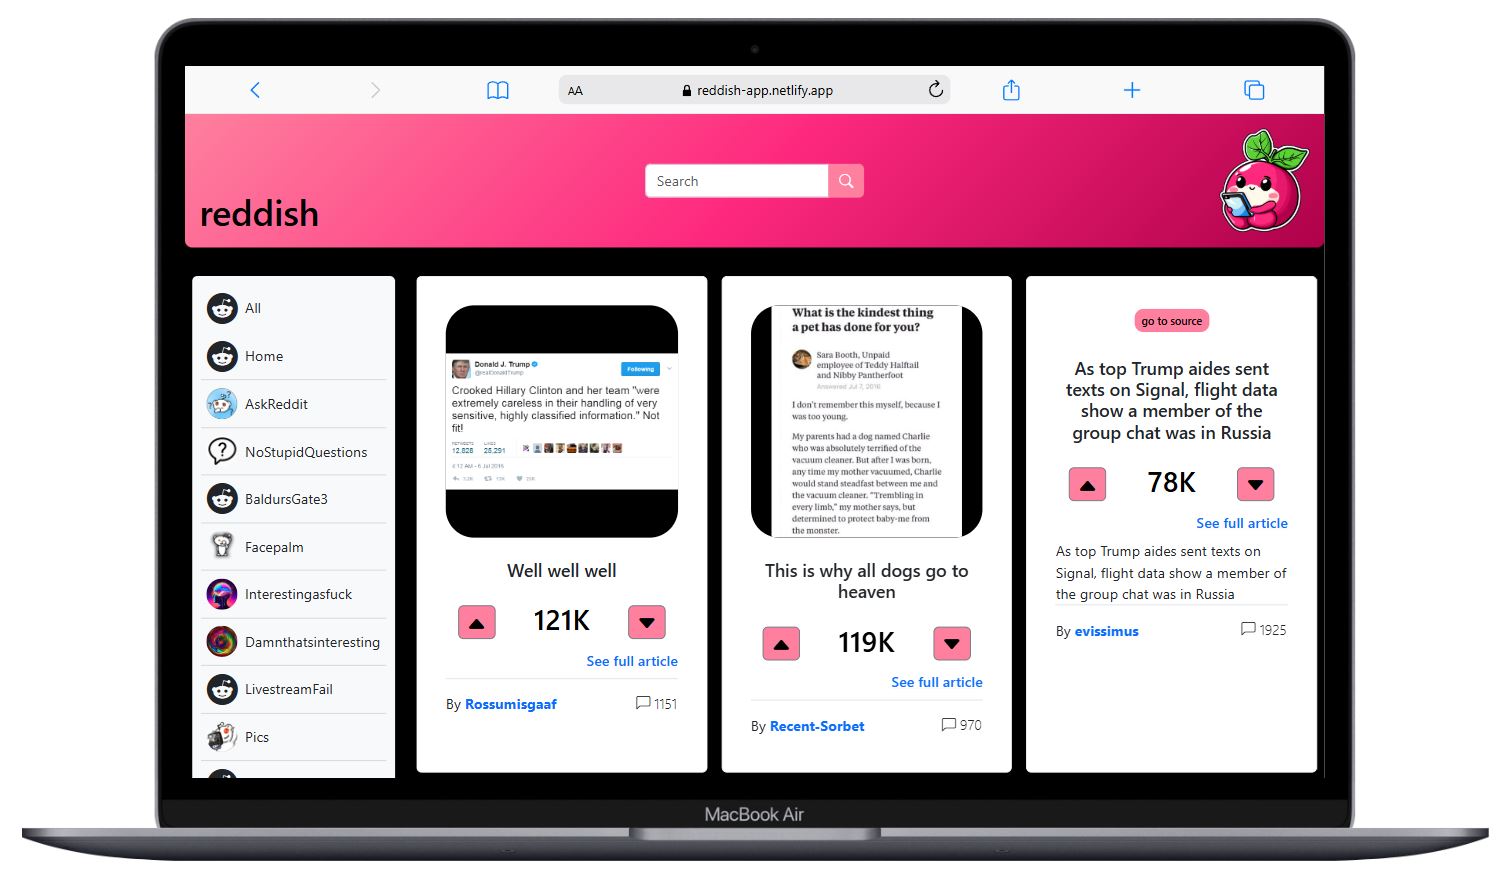 AA
reddish-app.netlify.app
Search
reddish
All
Home
AskReddit
NoStupidQuestions
BaldursGate3
Facepalm
Interestingasfuck
Damnthatsinteresting
LivestreamFail
Pics
Donald J. Trump
@realDonaldTrump
Following
Crooked Hillary Clinton and her team "were
extremely careless in their handling of very
sensitive, highly classified information." Not
fit!
RETWEETS LIKES
12,828 25,291
4:12 AM - 6 Jul 2016
Well well well
121K
See full article
By Rossumisgaaf
1151
What is the kindest thing
a pet has done for you?
Sara Booth, Unpaid
employee of Teddy Halftail
and Nibby Pantherfoot
Answered Jul 7, 2016
I don't remember this myself, because I
was too young.
My parents had a dog named Charlie
who was absolutely terrified of the
vacuum cleaner. But after I was born,
any time my mother vacuumed, Charlie
would stand steadfast between me and
the vacuum cleaner. "Trembling in
every limb," my mother says, but
determined to protect baby-me from
the monster.
This is why all dogs go to
heaven
119K
See full article
By Recent-Sorbet
970
go to source
As top Trump aides sent
texts on Signal, flight data
show a member of the
group chat was in Russia
78K
See full article
As top Trump aides sent texts on
Signal, flight data show a member of
the group chat was in Russia
By evissimus
1925
MacBook Air